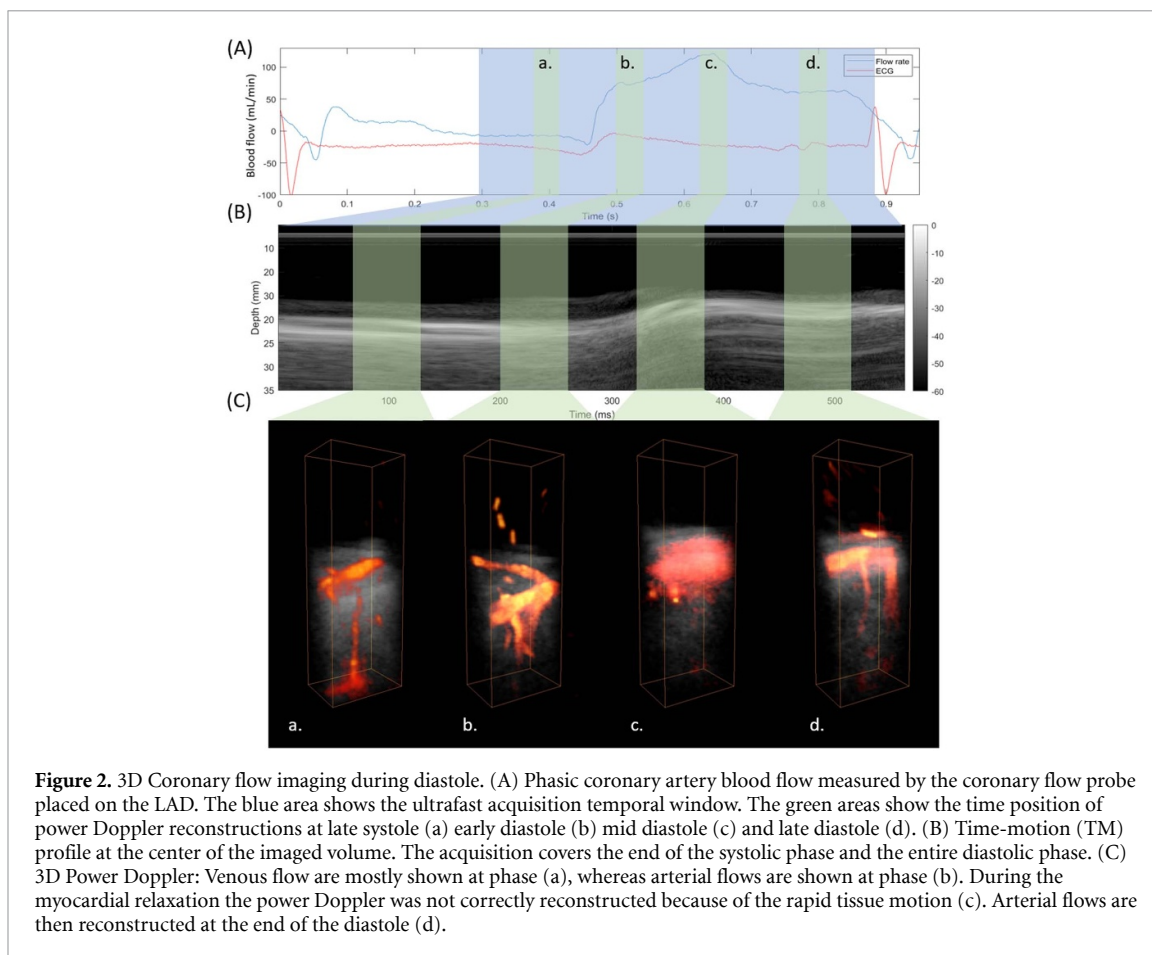 (A)
a.
b.
c.
d.
Flow rate
ECG
Blood flow (mL/min)
100
50
0
-50
-100
0
0.1
0.2
0.3
0.4
0.5
0.6
0.7
0.8
0.9
Time (s)
(B)
Depth (mm)
10
20
30
20
25
30
35
0
-10
-20
-30
-40
-50
-60
100
200
300
400
500
Time (ms)
(C)
a.
b.
c.
d.
Figure 2. 3D Coronary flow imaging during diastole. (A) Phasic coronary artery blood flow measured by the coronary flow probe
placed on the LAD. The blue area shows the ultrafast acquisition temporal window. The green areas show the time position of
power Doppler reconstructions at late systole (a) early diastole (b) mid diastole (c) and late diastole (d). (B) Time-motion (TM)
profile at the center of the imaged volume. The acquisition covers the end of the systolic phase and the entire diastolic phase. (C)
3D Power Doppler: Venous flow are mostly shown at phase (a), whereas arterial flows are shown at phase (b). During the
myocardial relaxation the power Doppler was not correctly reconstructed because of the rapid tissue motion (c). Arterial flows are
then reconstructed at the end of the diastole (d).